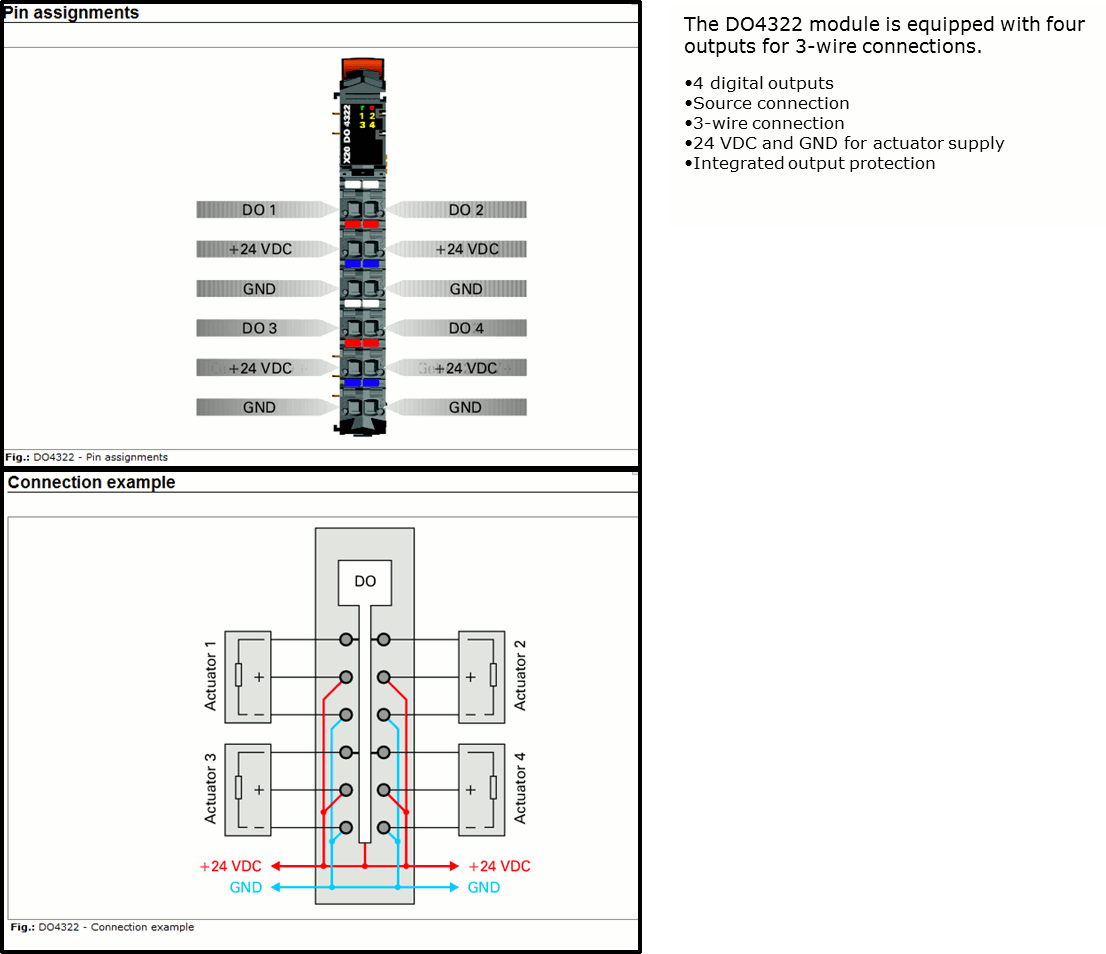 Pin assignments
X20 DO 4322
r e
1 2
3 4
DO 1
DO 2
+24 VDC
+24 VDC
GND
GND
DO 3
DO 4
+24 VDC
+24 VDC
GND
GND
Fig.: DO4322 - Pin assignments
Connection example
DO
Actuator 1
+
Actuator 2
+
Actuator 3
+
Actuator 4
+
+24 VDC
+24 VDC
GND
GND
Fig.: DO4322 - Connection example
The DO4322 module is equipped with four
outputs for 3-wire connections.
•4 digital outputs
•Source connection
•3-wire connection
•24 VDC and GND for actuator supply
•Integrated output protection